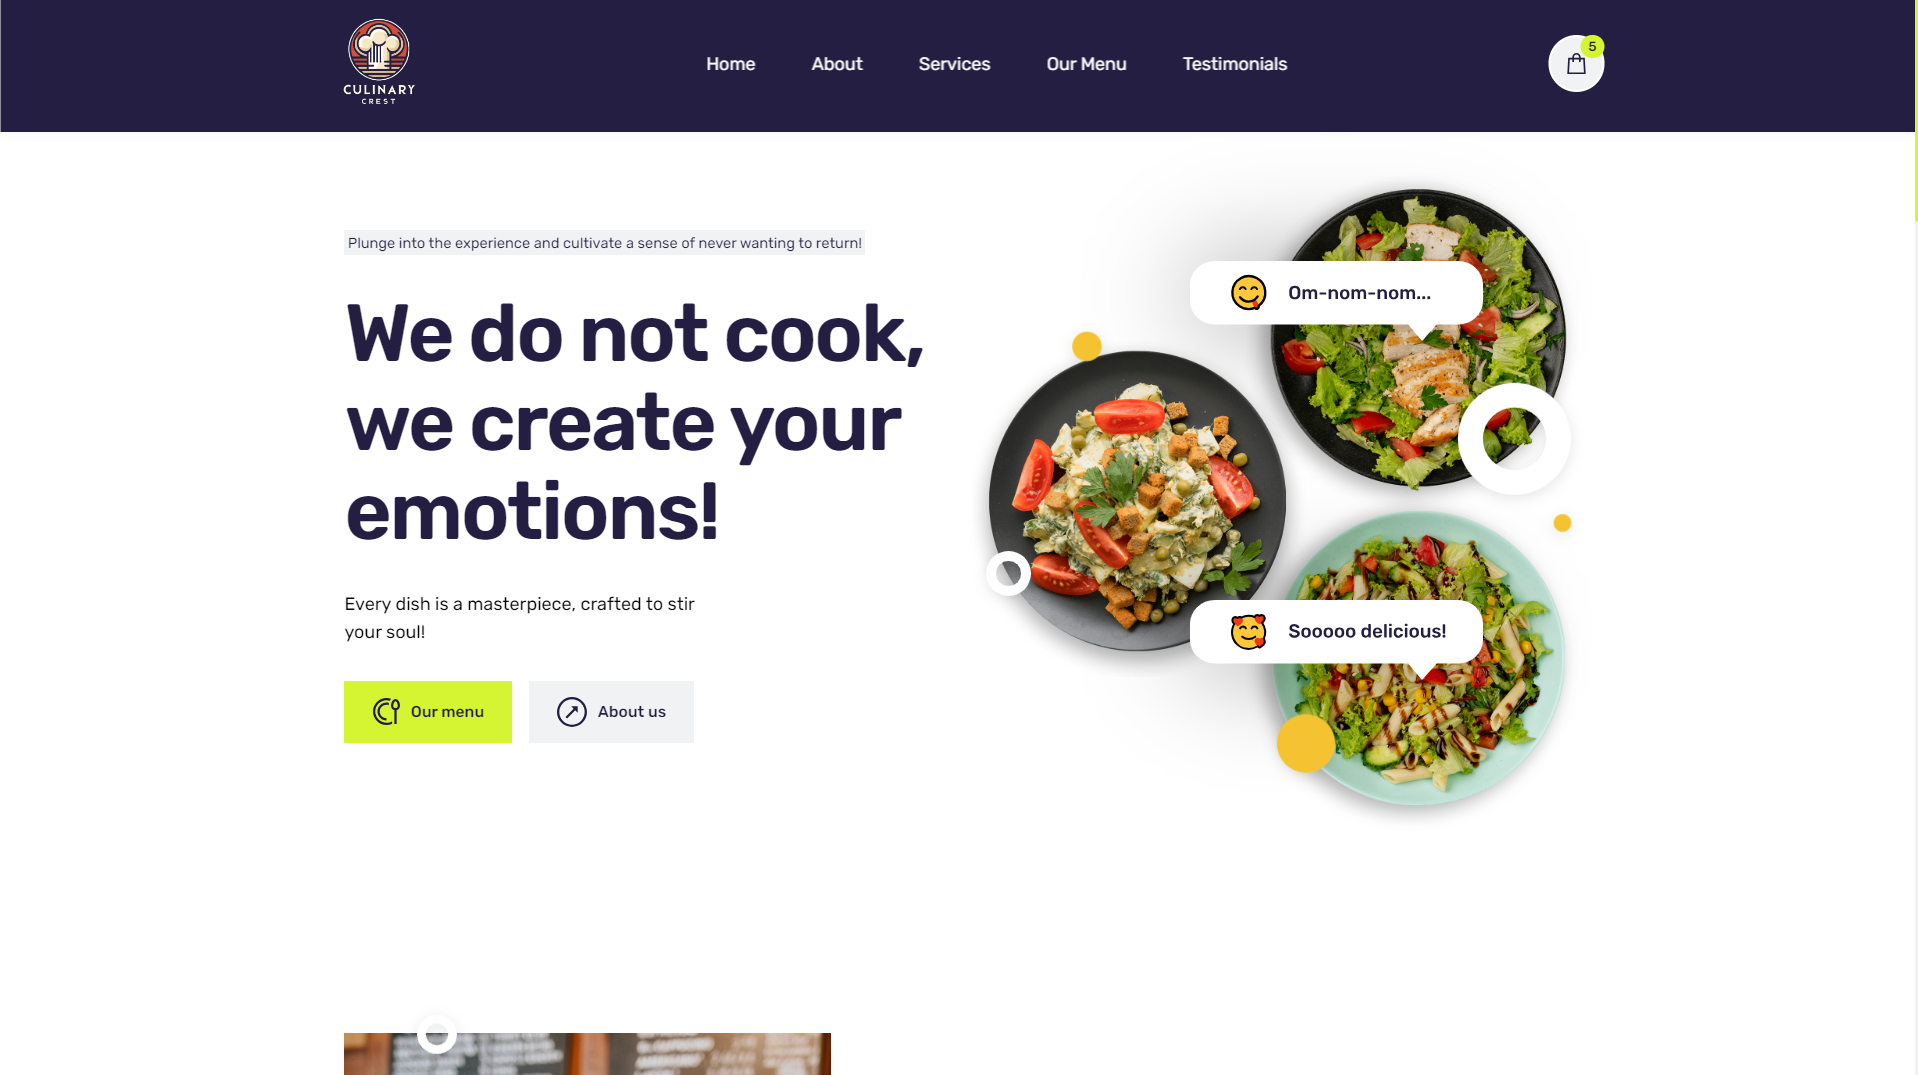 CULINARY
CREST
Home
About
Services
Our Menu
Testimonials
5
Plunge into the experience and cultivate a sense of never wanting to return!
We do not cook,
we create your
emotions!
Every dish is a masterpiece, crafted to stir
your soul!
Our menu
About us
Om-nom-nom...
Sooooo delicious!